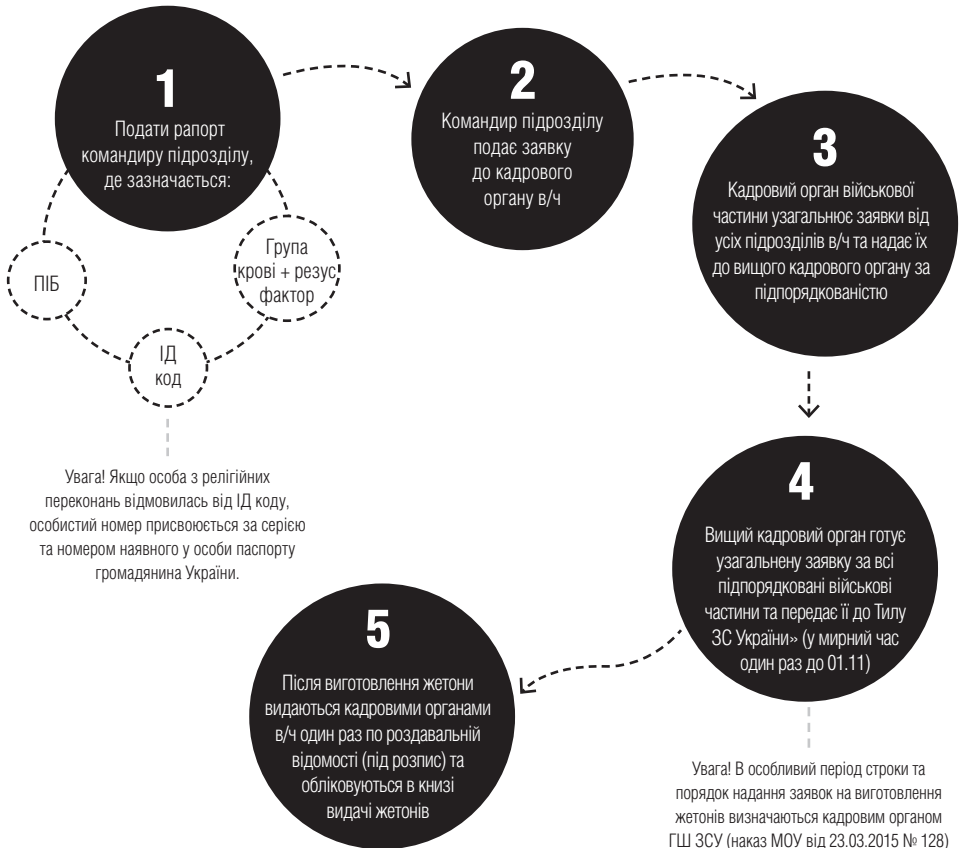 1
Подати рапорт
командиру підрозділу,
де зазначається:
ПІБ
ІД
код
Група
крові + резус
фактор
Увага! Якщо особа з релігійних
переконань відмовилась від ІД коду,
особистий номер присвоюється за серією
та номером наявного у особи паспорту
громадянина України.
2
Командир підрозділу
подає заявку
до кадрового
органу в/ч
3
Кадровий орган військової
частини узагальнює заявки від
усіх підрозділів в/ч та надає їх
до вищого кадрового органу за
підпорядкованістю
4
Вищий кадровий орган готує
узагальнену заявку за всі
підпорядковані військові
частини та передає її до Тилу
ЗС України» (у мирний час
один раз до 01.11)
Увага! В особливий період строки та
порядок надання заявок на виготовлення
жетонів визначаються кадровим органом
ГШ ЗСУ (наказ МОУ від 23.03.2015 № 128)
5
Після виготовлення жетони
видаються кадровими органами
в/ч один раз по роздавальній
відомості (під розпис) та
обліковуються в книзі
видачі жетонів